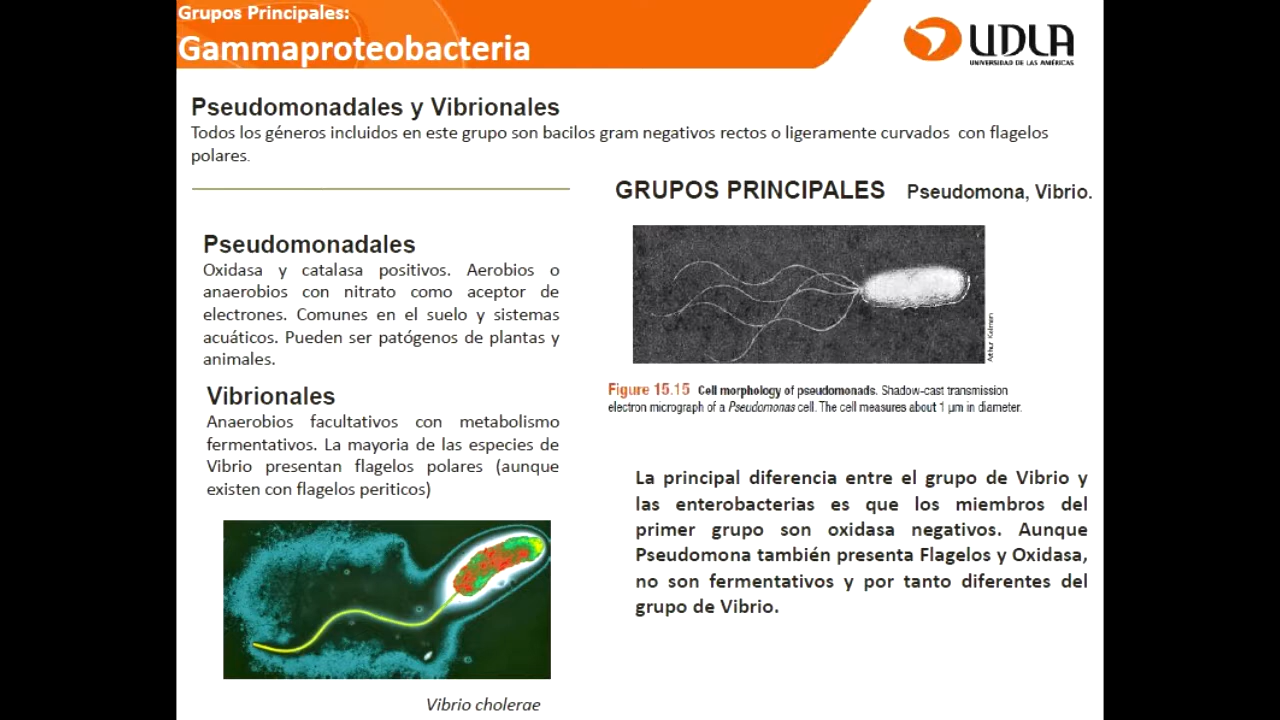 Grupos Principales:
Gammaproteobacteria
UDLA
UNIVERSIDAD DE LAS AMÉRICAS
Pseudomonadales y Vibrionales
Todos los géneros incluidos en este grupo son bacilos gram negativos rectos o ligeramente curvados con flagelos
polares.
GRUPOS PRINCIPALES Pseudomona, Vibrio.
Pseudomonadales
Oxidasa y catalasa positivos. Aerobios o
anaerobios con nitrato como aceptor de
electrones. Comunes en el suelo y sistemas
acuáticos. Pueden ser patógenos de plantas y
animales.
Vibrionales
Anaerobios facultativos con metabolismo
fermentativos. La mayoria de las especies de
Vibrio presentan flagelos polares (aunque
existen con flagelos periticos)
Vibrio cholerae
Arthur Kelman
Figure 15.15 Cell morphology of pseudomonads. Shadow-cast transmission
electron micrograph of a Pseudomonas cell. The cell measures about 1 µm in diameter.
La principal diferencia entre el grupo de Vibrio y
las enterobacterias es que los miembros del
primer grupo son oxidasa negativos. Aunque
Pseudomona también presenta Flagelos y Oxidasa,
no son fermentativos y por tanto diferentes del
grupo de Vibrio.